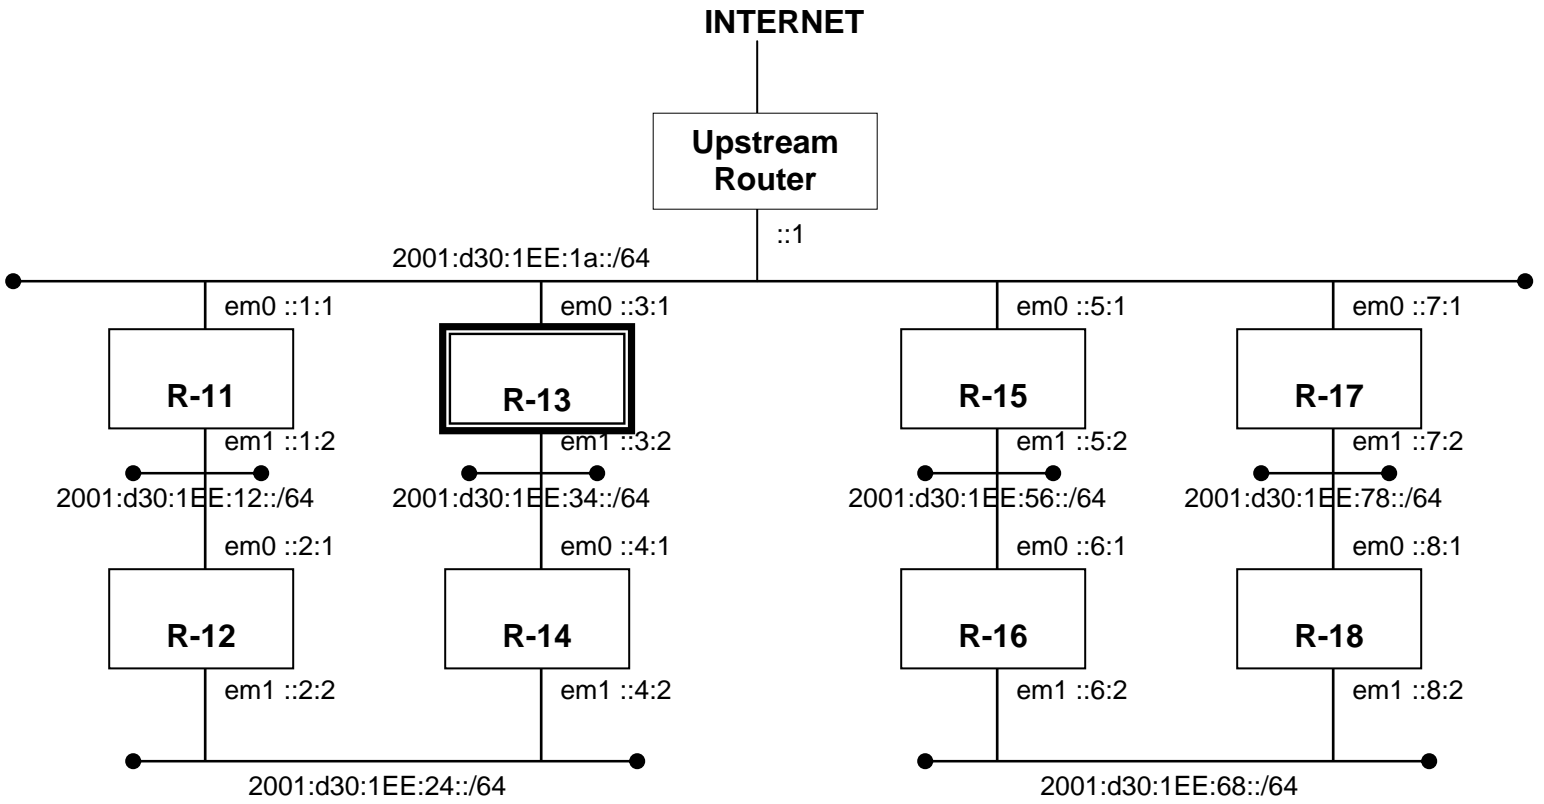 INTERNET
Upstream
Router
::1
2001:d30:1EE:1a::/64
em0 ::1:1
em0 ::3:1
em0 ::5:1
em0 ::7:1
R-11
R-13
R-15
R-17
em1 ::1:2
em1 ::3:2
em1 ::5:2
em1 ::7:2
2001:d30:1EE:12::/64
2001:d30:1EE:34::/64
2001:d30:1EE:56::/64
2001:d30:1EE:78::/64
em0 ::2:1
em0 ::4:1
em0 ::6:1
em0 ::8:1
R-12
R-14
R-16
R-18
em1 ::2:2
em1 ::4:2
em1 ::6:2
em1 ::8:2
2001:d30:1EE:24::/64
2001:d30:1EE:68::/64